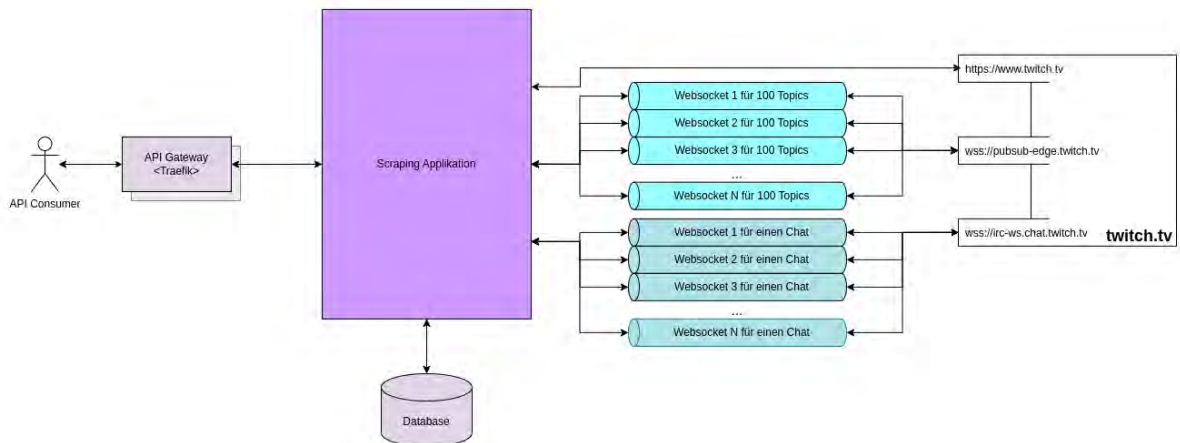 API Consumer
API Gateway
<Traefik>
Scraping Applikation
Database
Websocket 1 für 100 Topics
Websocket 2 für 100 Topics
Websocket 3 für 100 Topics
...
Websocket N für 100 Topics
Websocket 1 für einen Chat
Websocket 2 für einen Chat
Websocket 3 für einen Chat
...
Websocket N für einen Chat
https://www.twitch.tv
wss://pubsub-edge.twitch.tv
wss://irc-ws.chat.twitch.tv
twitch.tv